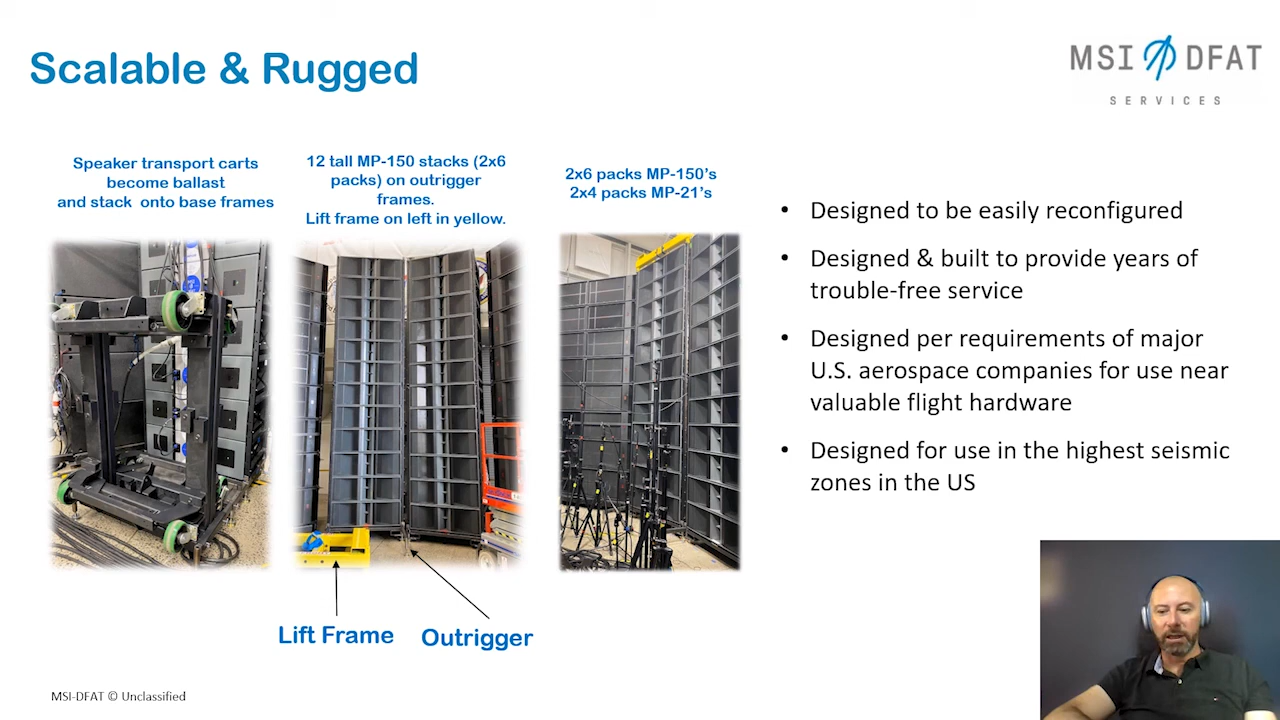 Scalable & Rugged
MSI DFAT
SERVICES
Speaker transport carts
become ballast
and stack onto base frames
12 tall MP-150 stacks (2x6
packs) on outrigger
frames.
Lift frame on left in yellow.
2x6 packs MP-150's
2x4 packs MP-21's
• Designed to be easily reconfigured
• Designed & built to provide years of
trouble-free service
• Designed per requirements of major
U.S. aerospace companies for use near
valuable flight hardware
• Designed for use in the highest seismic
zones in the US
Lift Frame
Outrigger
MSI-DFAT © Unclassified